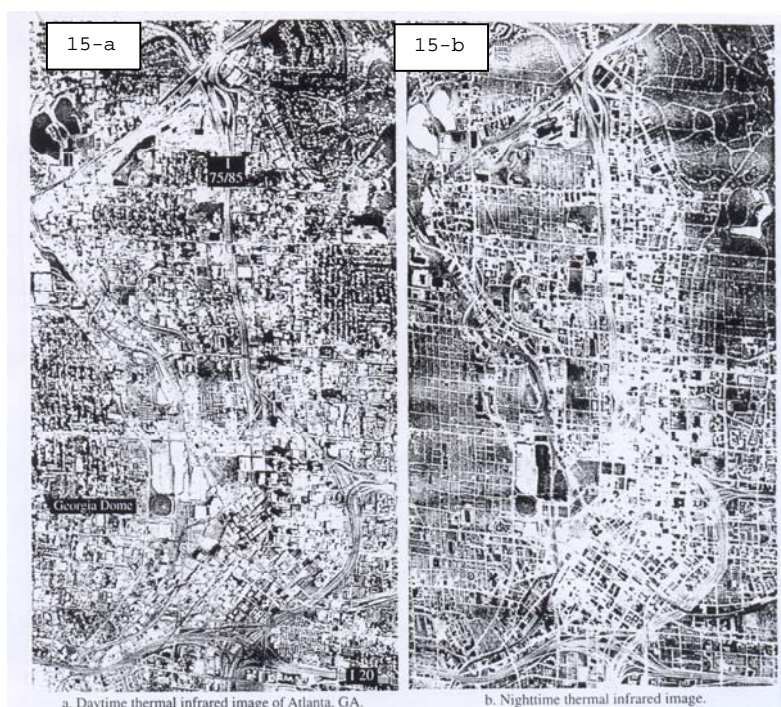 15-a
15-b
I
75/85
Georgia Dome
I 20
a. Daytime thermal infrared image of Atlanta, GA.
b. Nighttime thermal infrared image.